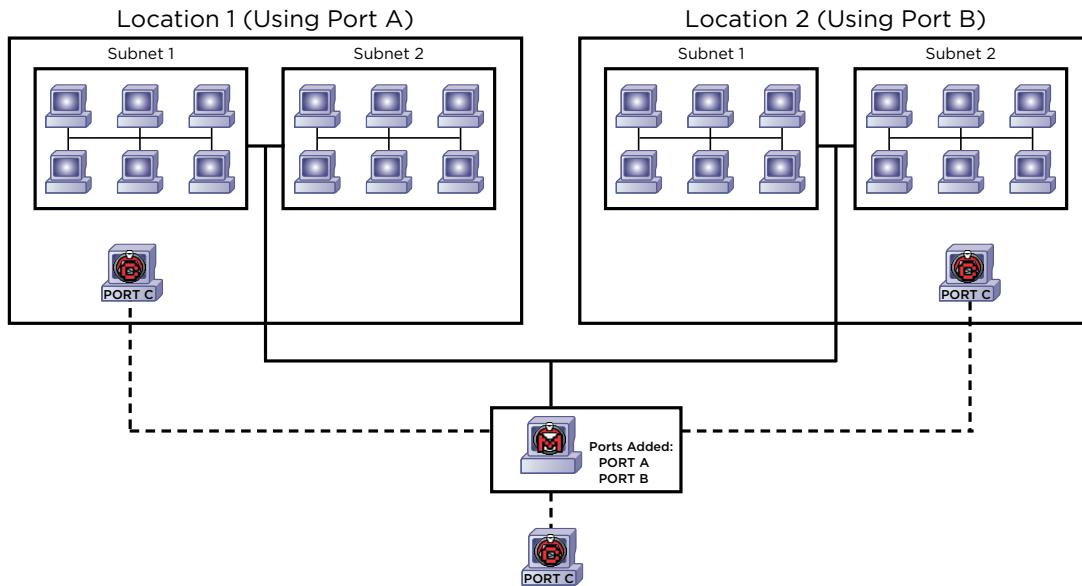 Location 1 (Using Port A)
Location 2 (Using Port B)
Subnet 1
Subnet 2
Subnet 1
Subnet 2
PORT C
PORT C
Ports Added:
PORT A
PORT B
PORT C